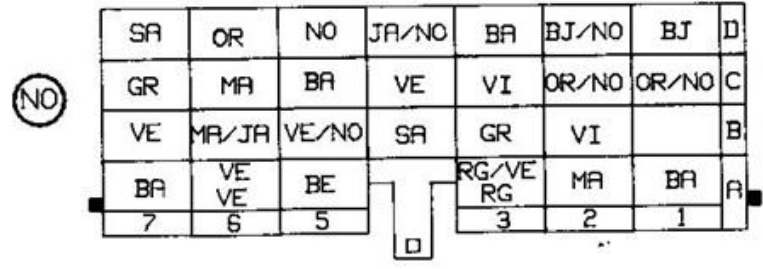 SA OR NO JA/NO BA BJ/NO BJ D
NO GR MA BA VE VI OR/NO OR/NO C
VE MA/JA VE/NO SA GR VI B
BA VE VE BE RG/VE RG MA BA A
7 6 5 3 2 1